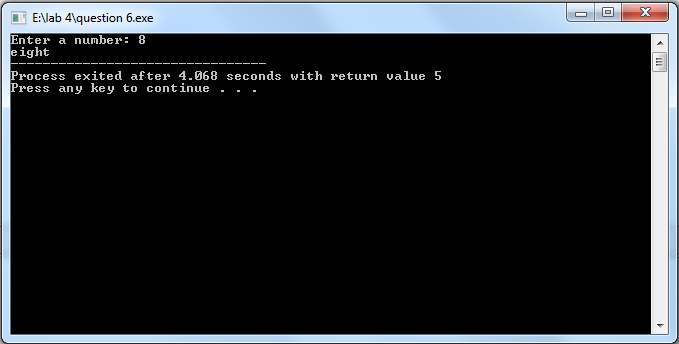 E:\lab 4\question 6.exe
Enter a number: 8
eight
--------------------------------
Process exited after 4.068 seconds with return value 5
Press any key to continue . . .